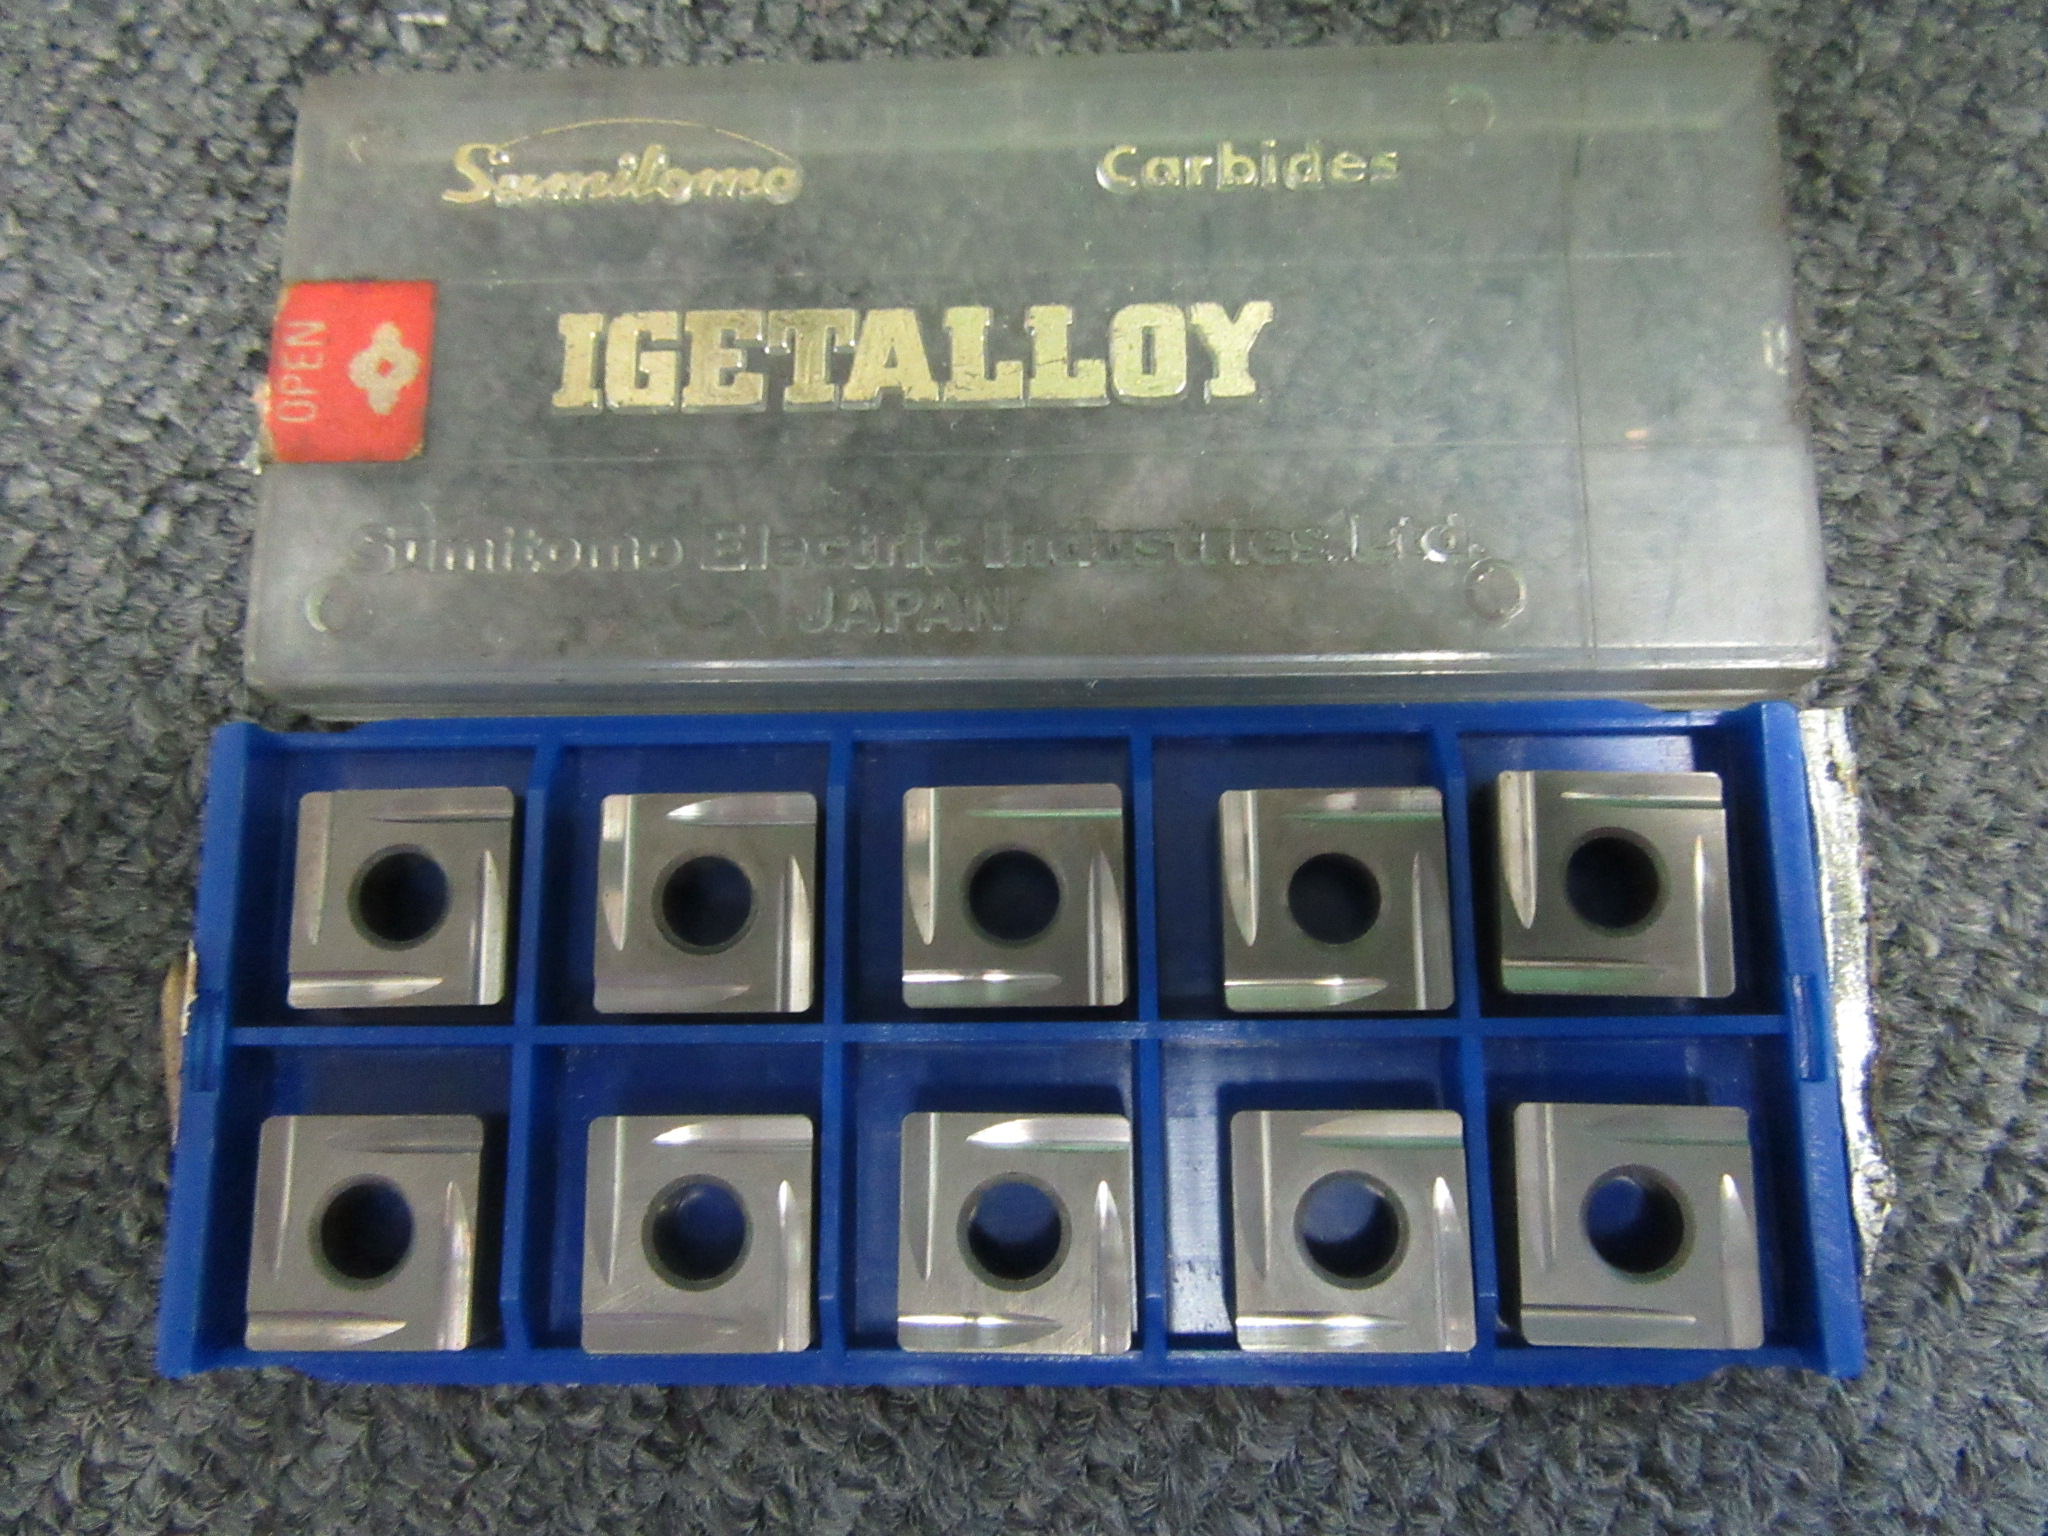 Sumitomo Carbides
OPEN
IGETALLOY
Sumitomo Electric Industries.Ltd.
JAPAN